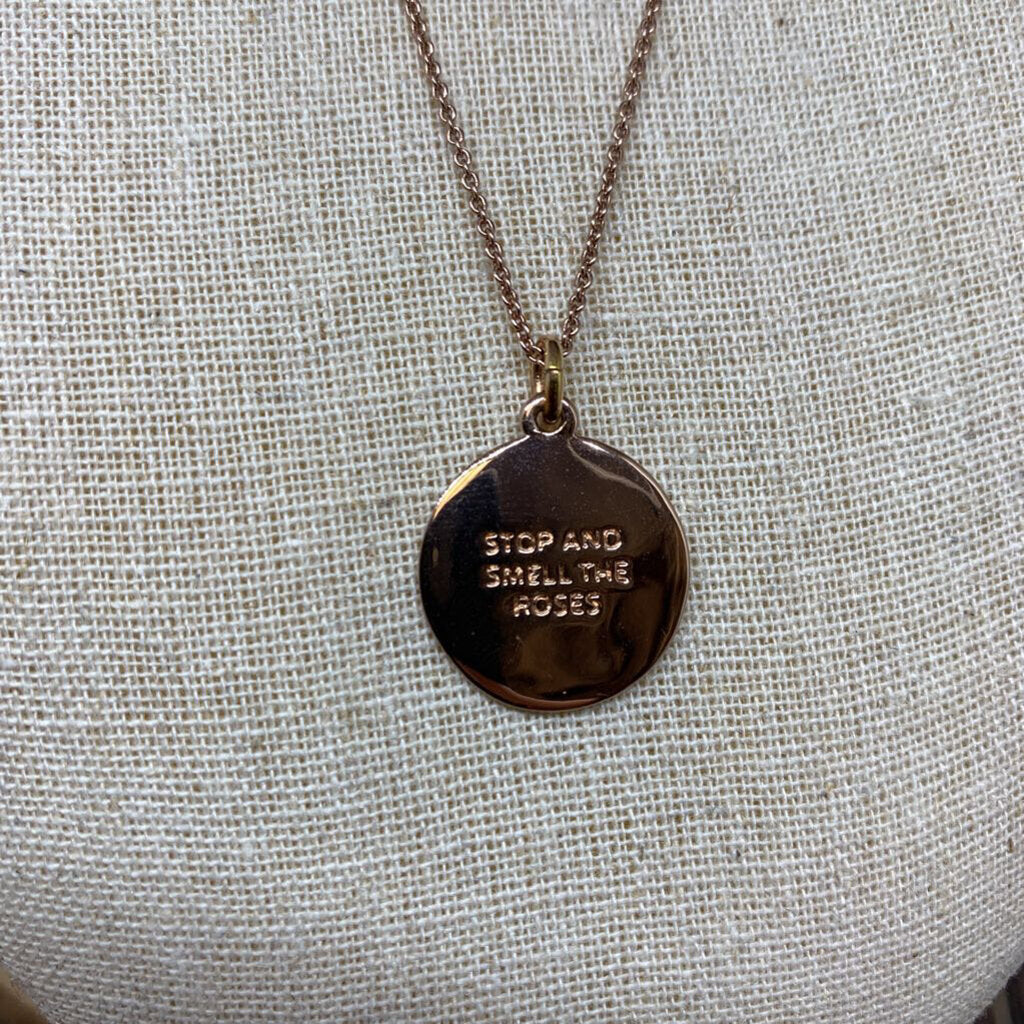 STOP AND
SMELL THE
ROSES